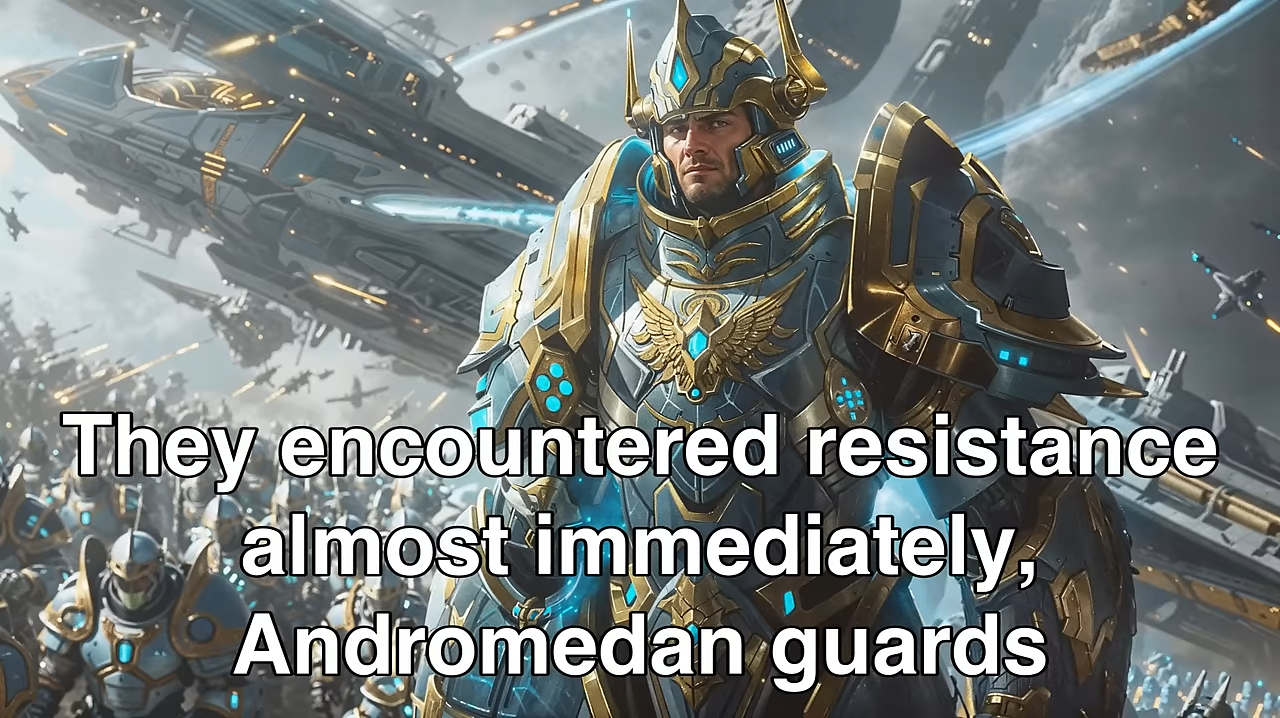 They encountered resistance
almost immediately,
Andromedan guards